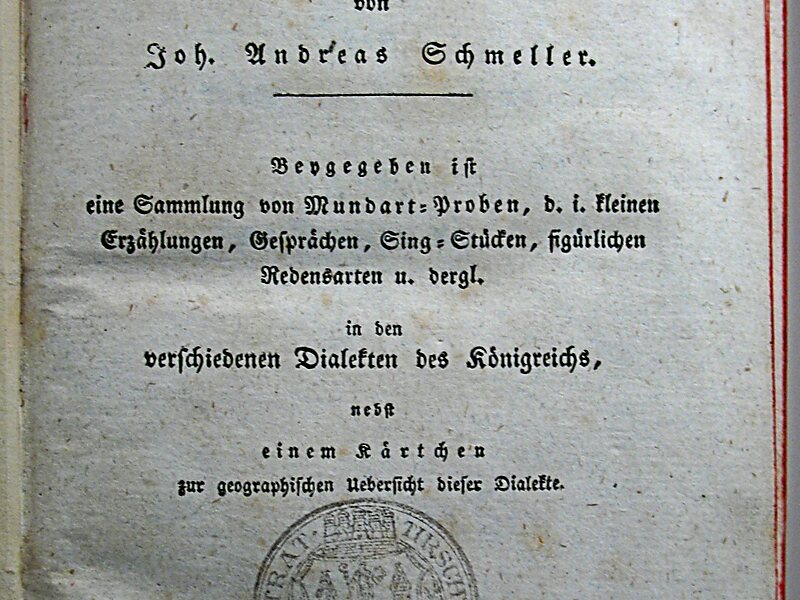 von
Joh. Andreas Schmeller.
Beygegeben ist
eine Sammlung von Mundart-Proben, d. i. kleinen
Erzählungen, Gesprächen, Sing-Stücken, figürlichen
Redensarten u. dergl.
in den
verschiedenen Dialekten des Königreichs,
nebst
einem Kärtchen
zur geographischen Uebersicht dieser Dialekte.